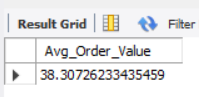 Result Grid Filter
Avg_Order_Value
38.30726233435459